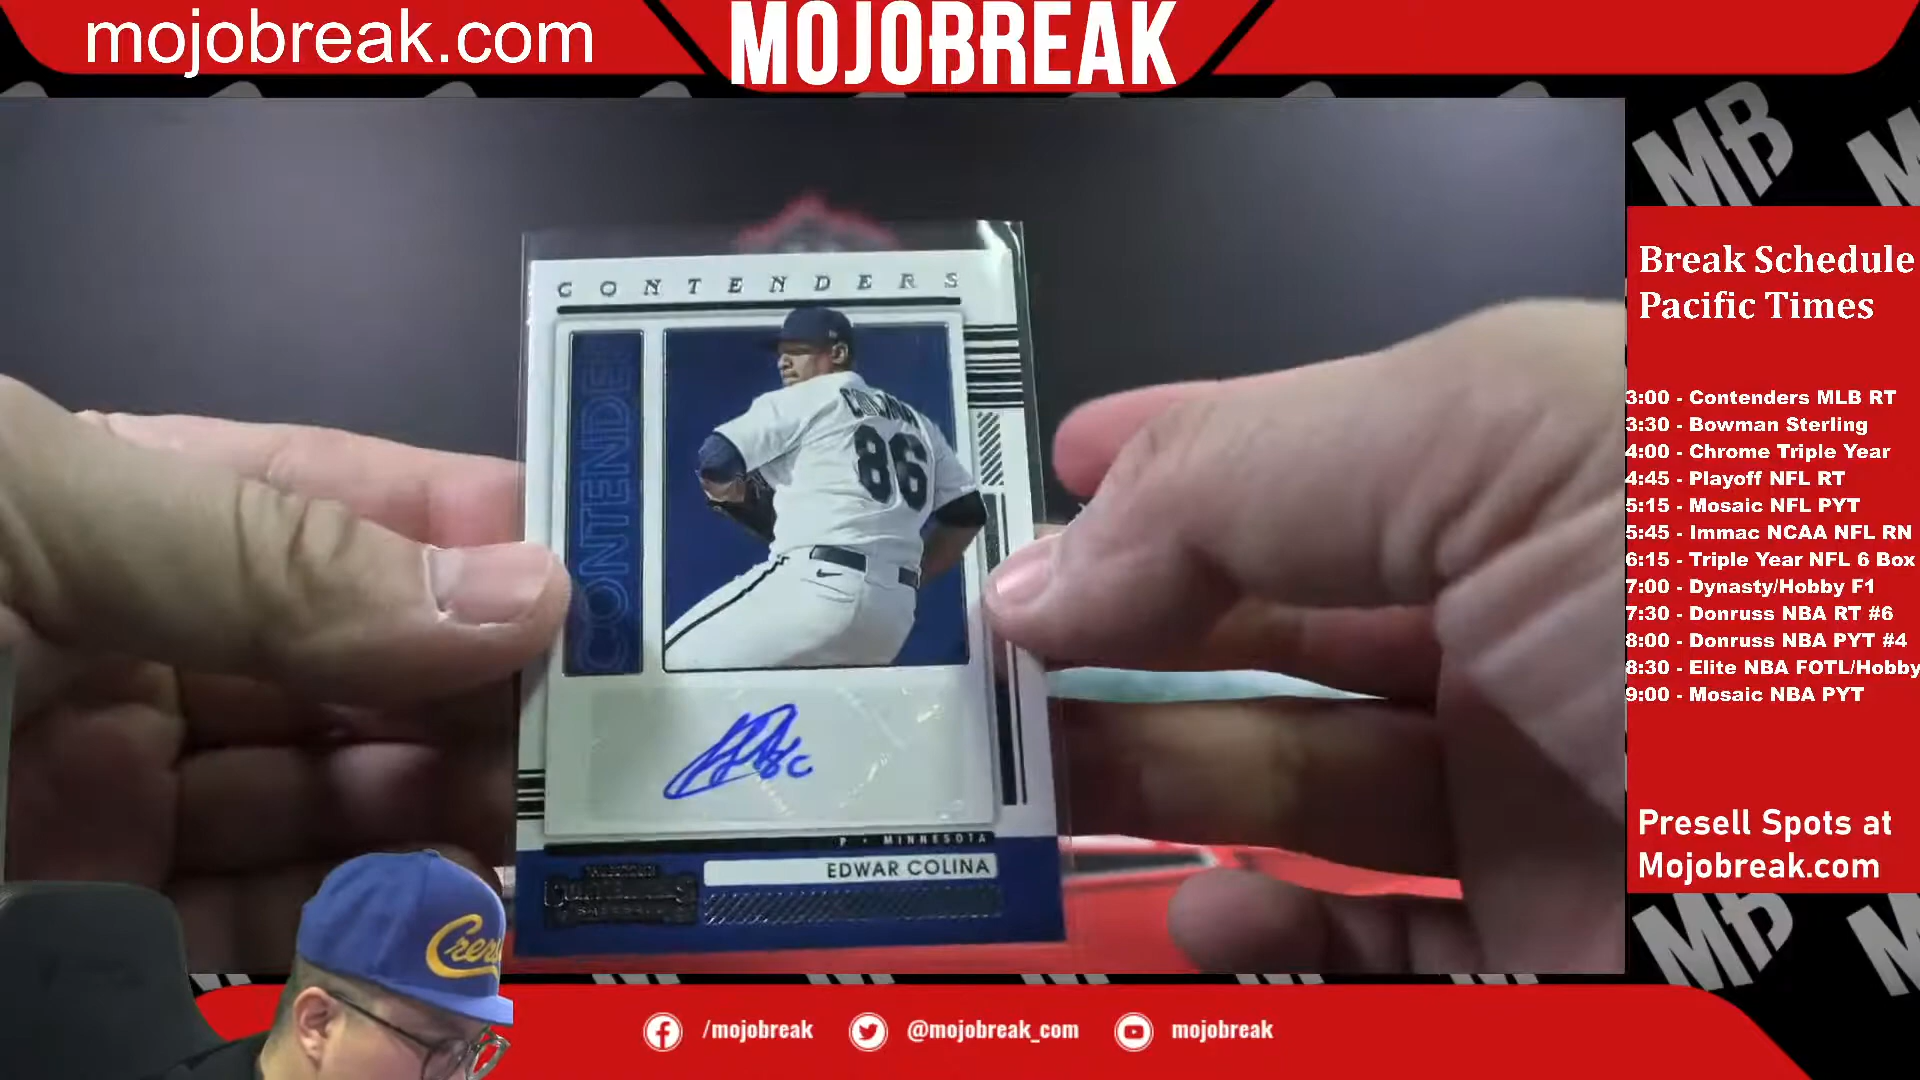 mojobreak.com
MOJOBREAK
MB
Break Schedule
Pacific Times
3:00 - Contenders MLB RT
3:30 - Bowman Sterling
4:00 - Chrome Triple Year
4:45 - Playoff NFL RT
5:15 - Mosaic NFL PYT
5:45 - Immac NCAA NFL RN
6:15 - Triple Year NFL 6 Box
7:00 - Dynasty/Hobby F1
7:30 - Donruss NBA RT #6
8:00 - Donruss NBA PYT #4
8:30 - Elite NBA FOTL/Hobby
9:00 - Mosaic NBA PYT
Presell Spots at
Mojobreak.com
MB
CONTENDERS
CONTENDER
COLINA
86
P • MINNESOTA
EDWAR COLINA
CONTENDERS
/mojobreak
@mojobreak_com
mojobreak